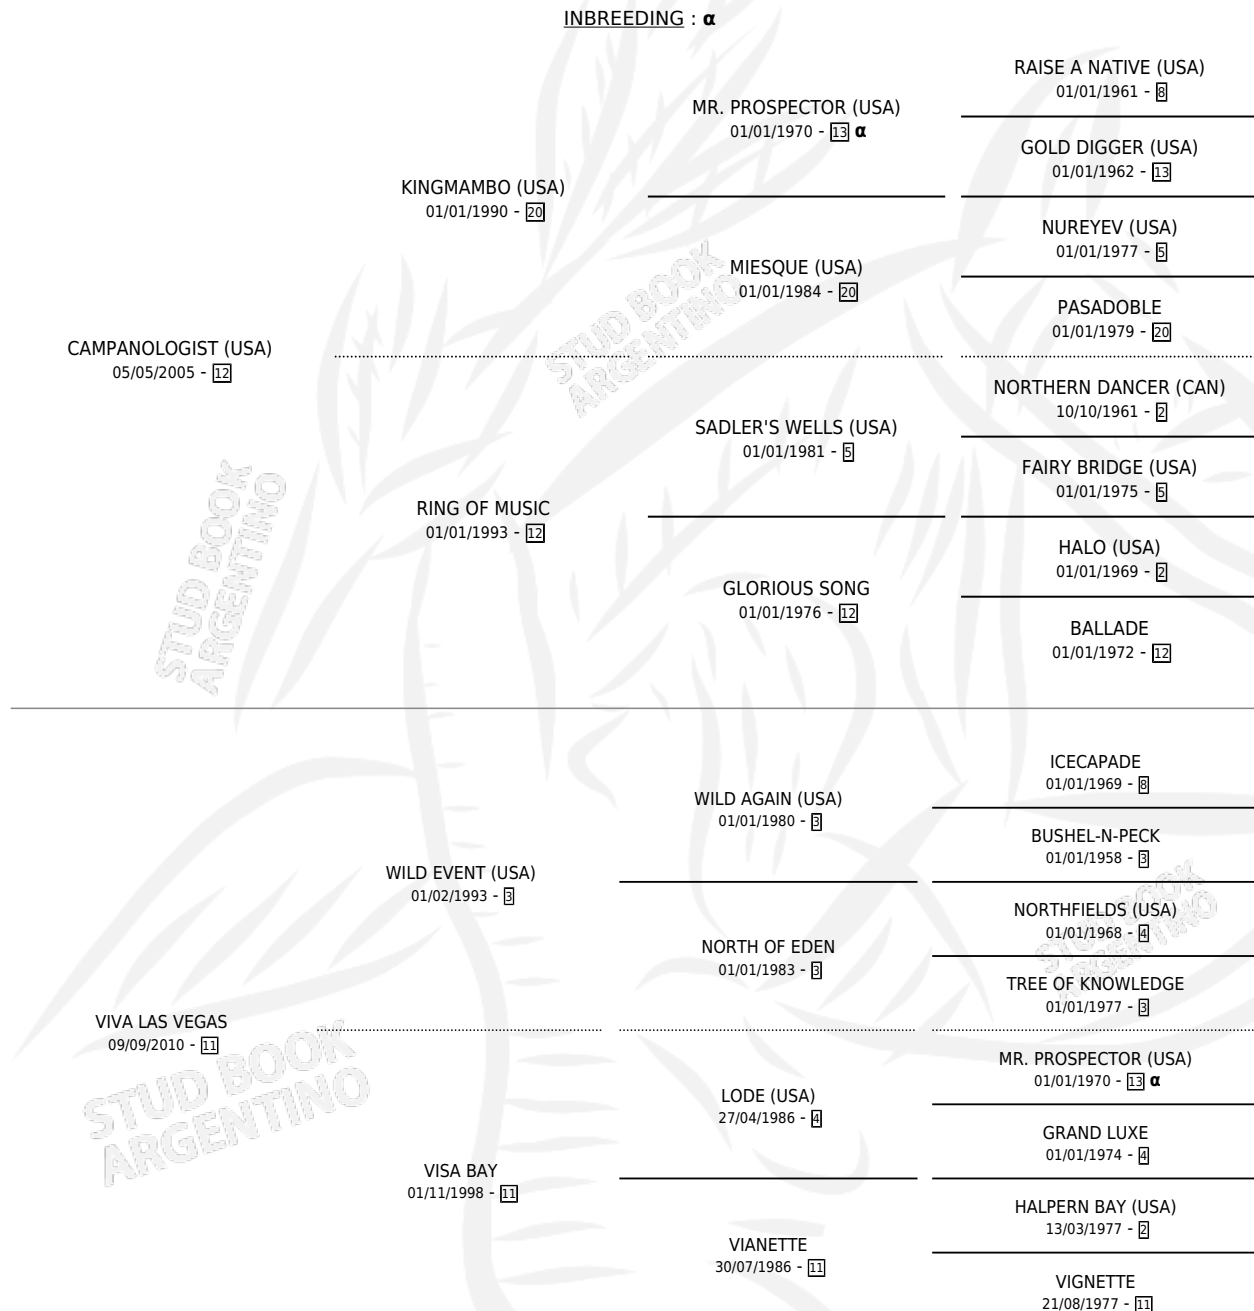 INBREEDING : α
RAISE A NATIVE (USA)
01/01/1961 - 8
MR. PROSPECTOR (USA)
01/01/1970 - 13 α
GOLD DIGGER (USA)
01/01/1962 - 13
KINGMAMBO (USA)
01/01/1990 - 20
NUREYEV (USA)
01/01/1977 - 5
MIESQUE (USA)
01/01/1984 - 20
PASADOBLE
01/01/1979 - 20
CAMPANOLOGIST (USA)
05/05/2005 - 12
NORTHERN DANCER (CAN)
10/10/1961 - 2
SADLER'S WELLS (USA)
01/01/1981 - 5
FAIRY BRIDGE (USA)
01/01/1975 - 5
RING OF MUSIC
01/01/1993 - 12
HALO (USA)
01/01/1969 - 2
GLORIOUS SONG
01/01/1976 - 12
BALLADE
01/01/1972 - 12
ICECAPADE
01/01/1969 - 8
WILD AGAIN (USA)
01/01/1980 - 3
BUSHEL-N-PECK
01/01/1958 - 3
WILD EVENT (USA)
01/02/1993 - 3
NORTHFIELDS (USA)
01/01/1968 - 4
NORTH OF EDEN
01/01/1983 - 3
TREE OF KNOWLEDGE
01/01/1977 - 3
VIVA LAS VEGAS
09/09/2010 - 11
MR. PROSPECTOR (USA)
01/01/1970 - 13 α
LODE (USA)
27/04/1986 - 4
GRAND LUXE
01/01/1974 - 4
VISA BAY
01/11/1998 - 11
HALPERN BAY (USA)
13/03/1977 - 2
VIANETTE
30/07/1986 - 11
VIGNETTE
21/08/1977 - 11
STUD BOOK
ARGENTINO
STUD BOOK
ARGENTINO
STUD BOOK
ARGENTINO
STUD BOOK
ARGENTINO